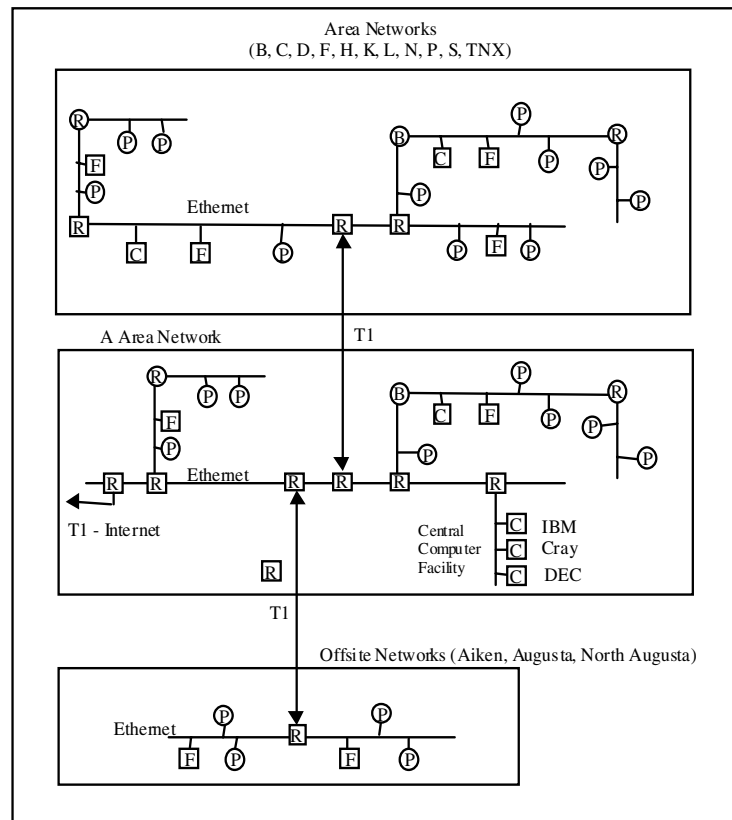 Area Networks
(B, C, D, F, H, K, L, N, P, S, TNX)
P
R
B
R
P
P
C
F
P
F
P
P
P
P
Ethernet
R
R
R
C
F
P
P
F
P
T1
A Area Network
R
P
P
B
P
R
C
F
P
F
P
P
P
P
Ethernet
R
R
R
R
R
R
T1 - Internet
Central
Computer
Facility
C IBM
C Cray
C DEC
R
T1
Offsite Networks (Aiken, Augusta, North Augusta)
P
P
Ethernet
R
F
P
F
P